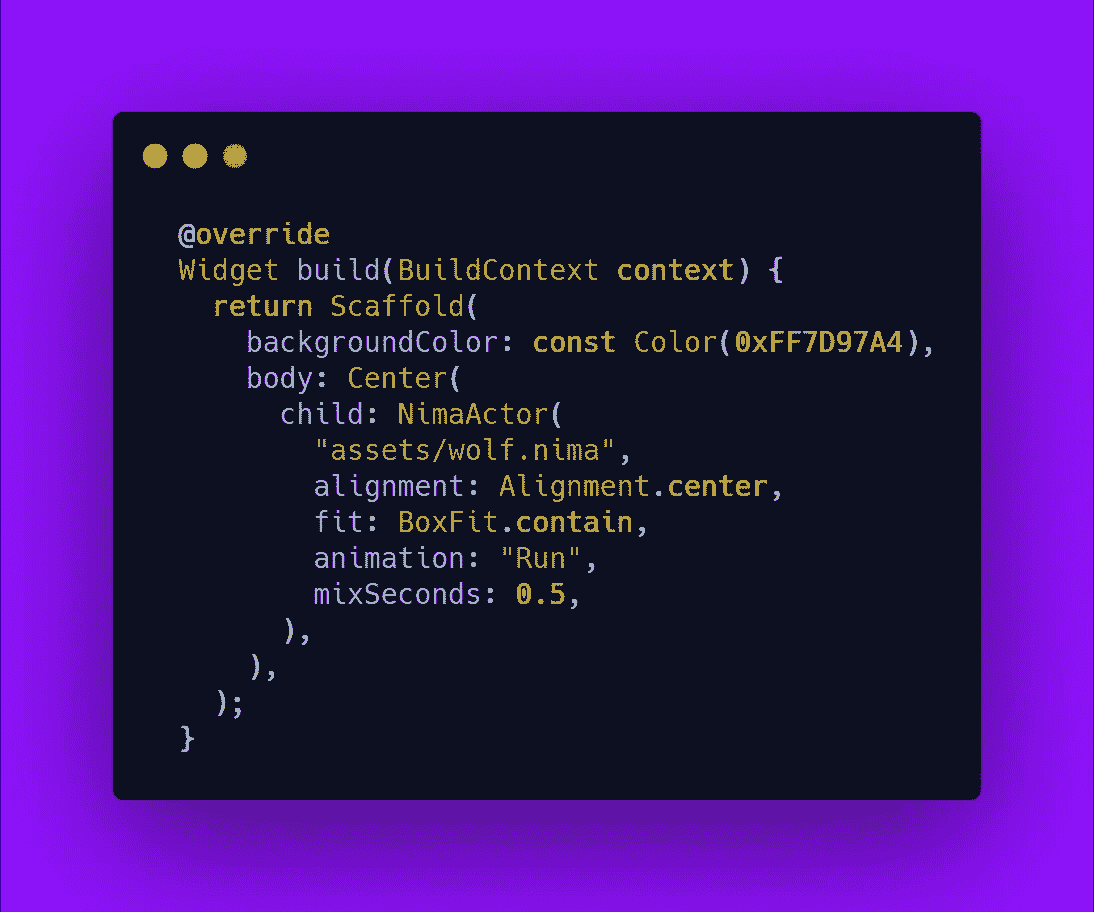 @override
Widget build(BuildContext context) {
  return Scaffold(
    backgroundColor: const Color(0xFF7D97A4),
    body: Center(
      child: NimaActor(
        "assets/wolf.nima",
        alignment: Alignment.center,
        fit: BoxFit.contain,
        animation: "Run",
        mixSeconds: 0.5,
      ),
    ),
  );
}